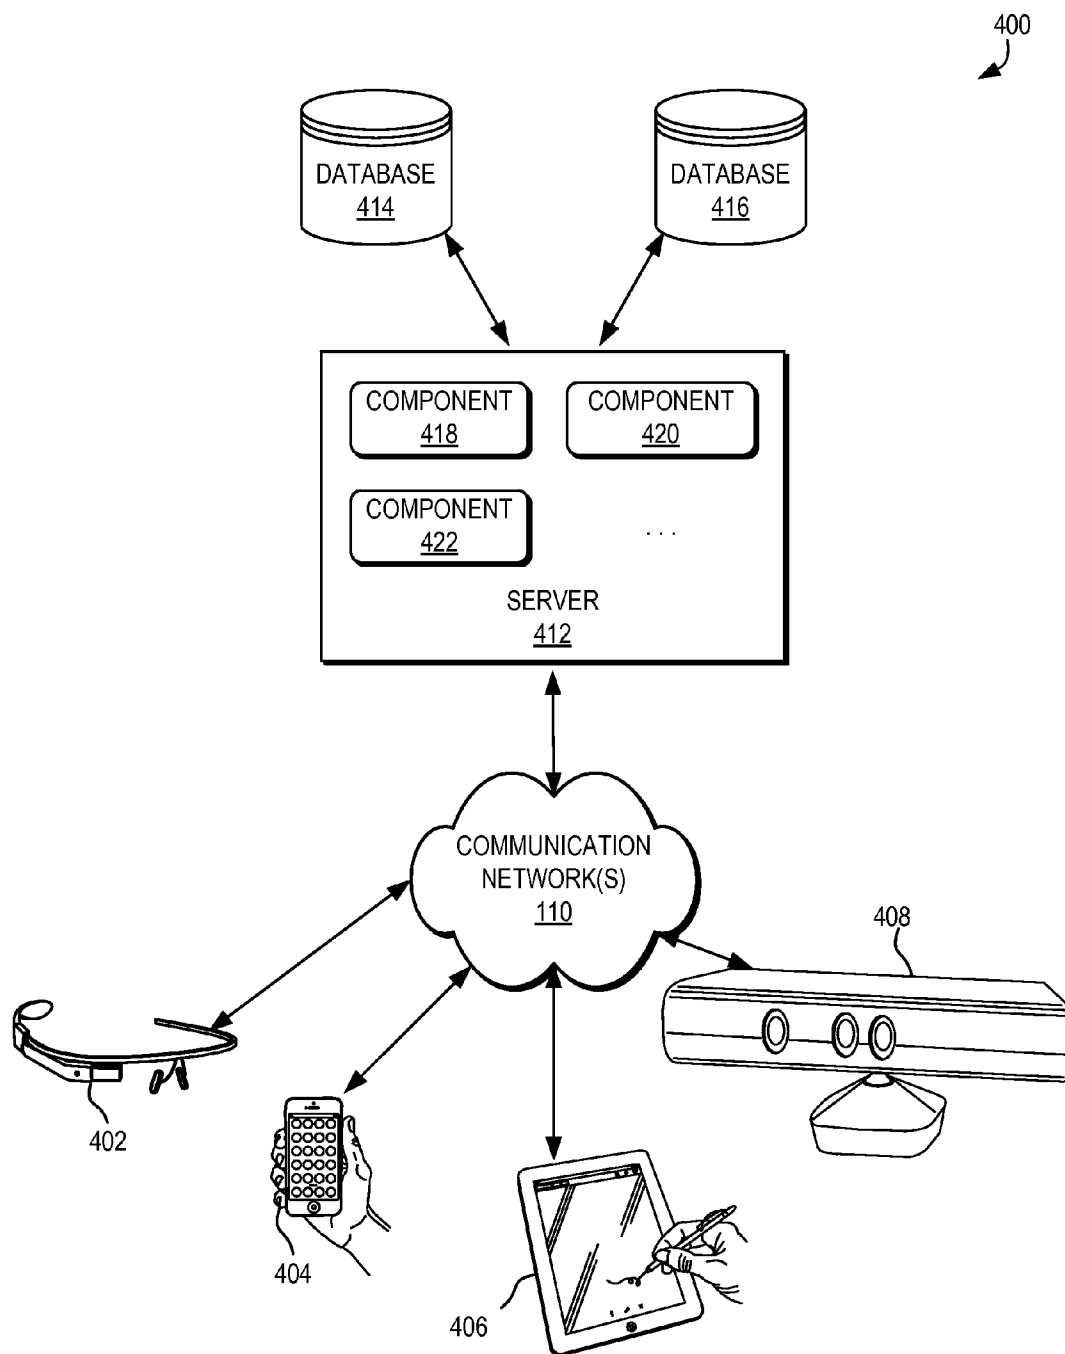 400
DATABASE
414
DATABASE
416
COMPONENT
418
COMPONENT
420
COMPONENT
422
. . .
SERVER
412
COMMUNICATION
NETWORK(S)
110
408
402
404
406